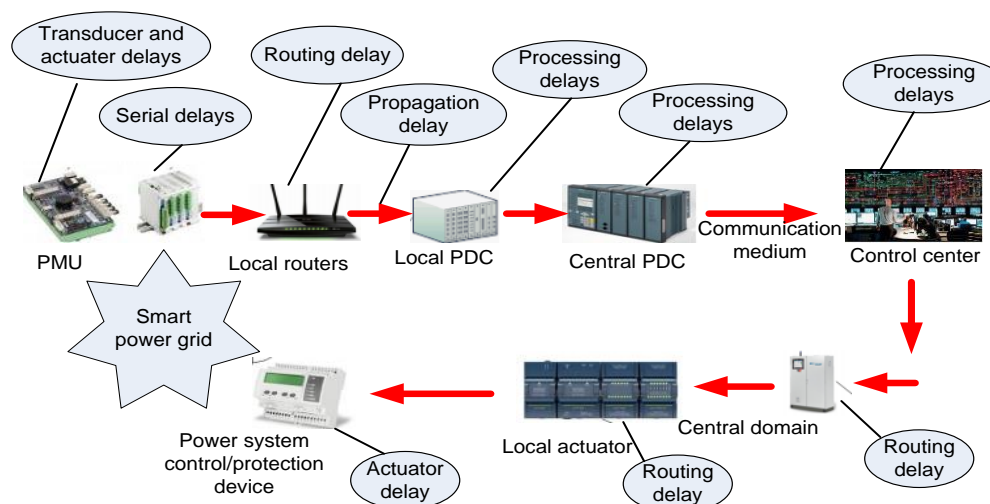 Transducer and
actuater delays
Serial delays
Routing delay
Propagation
delay
Processing
delays
Processing
delays
Processing
delays
PMU
Local routers
Local PDC
Central PDC
Communication
medium
Control center
Smart
power grid
Power system
control/protection
device
Actuator
delay
Local actuator
Routing
delay
Central domain
Routing
delay